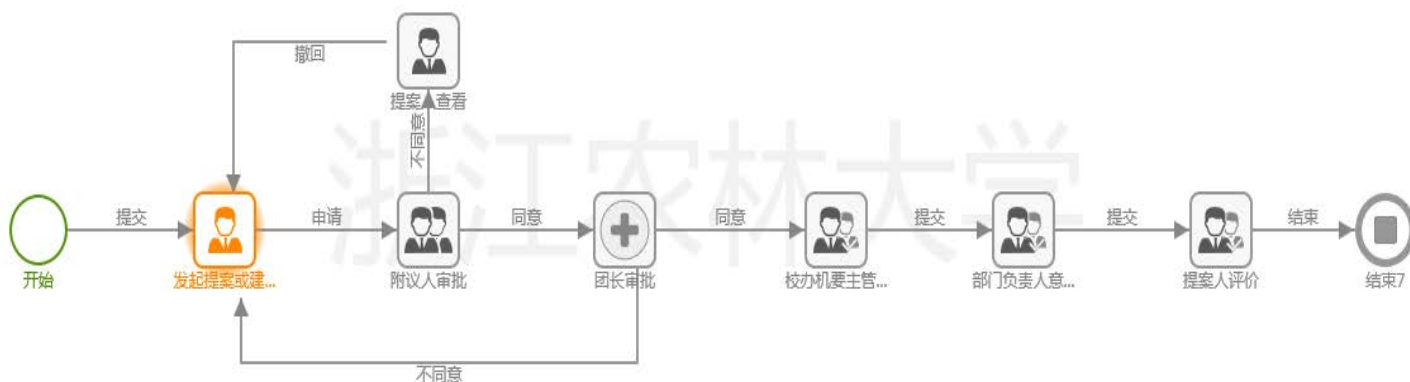 撤回
提案人查看
不同意
浙江农林大学
提交
申请
同意
同意
提交
提交
结束
开始
发起提案或建...
附议人审批
团长审批
校办机要主管...
部门负责人意...
提案人评价
结束7
不同意